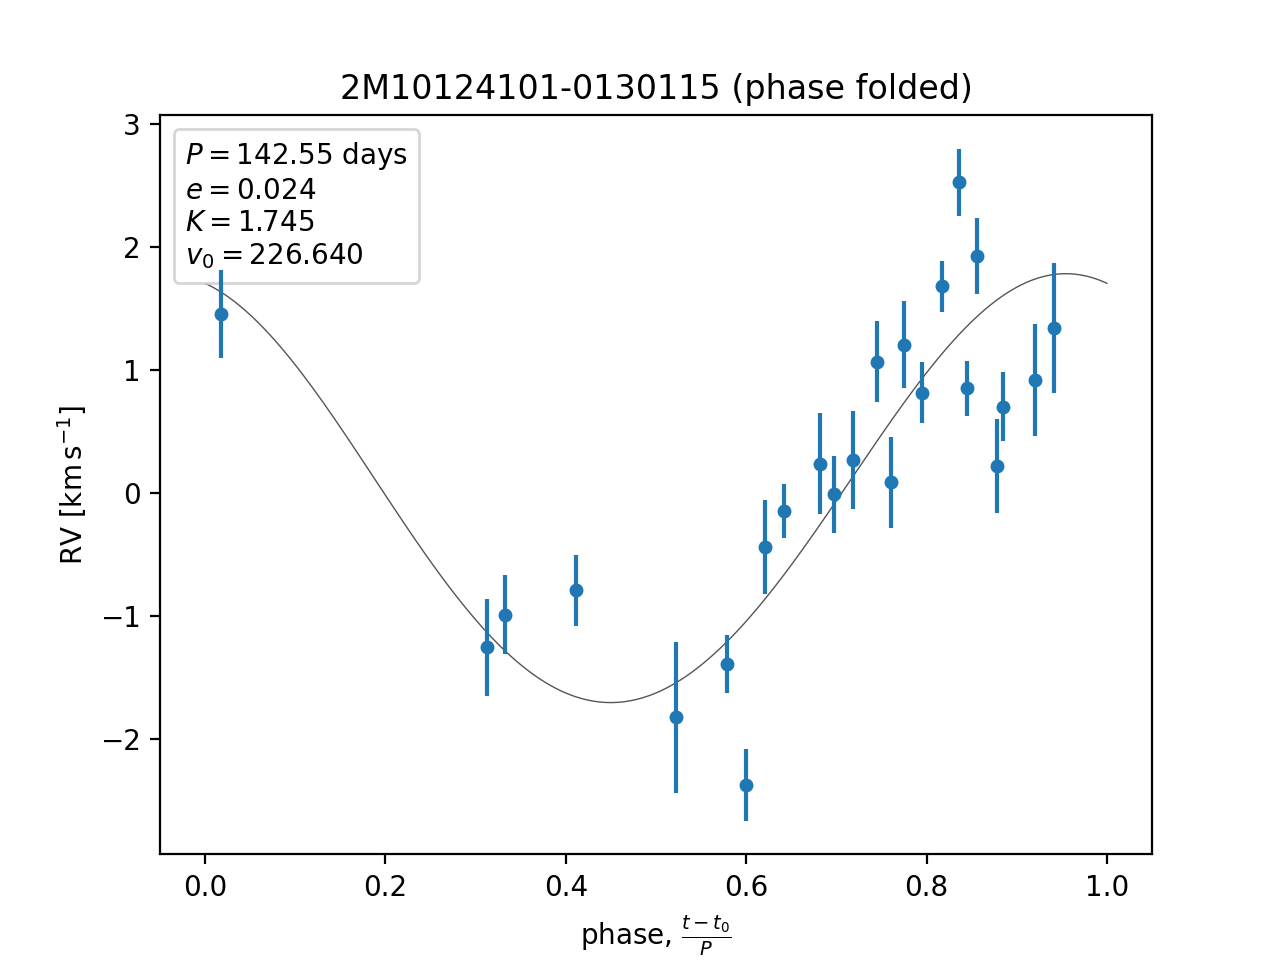 2M10124101-0130115 (phase folded)
P = 142.55 days
e = 0.024
K = 1.745
v₀ = 226.640
3
2
1
0
−1
−2
RV [km s⁻¹]
0.0 0.2 0.4 0.6 0.8 1.0
phase, (t − t₀)/P